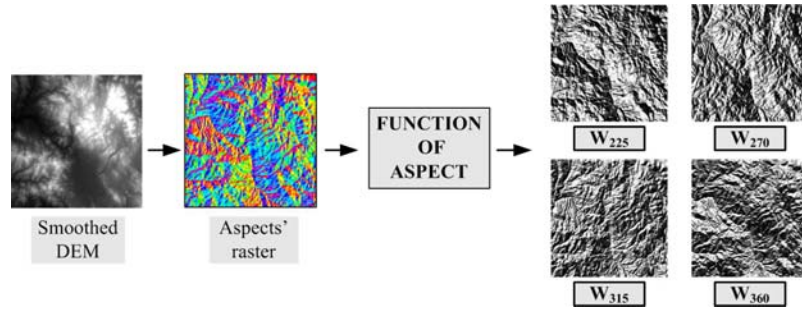 Smoothed
DEM
Aspects'
raster
FUNCTION
OF
ASPECT
W225
W270
W315
W360